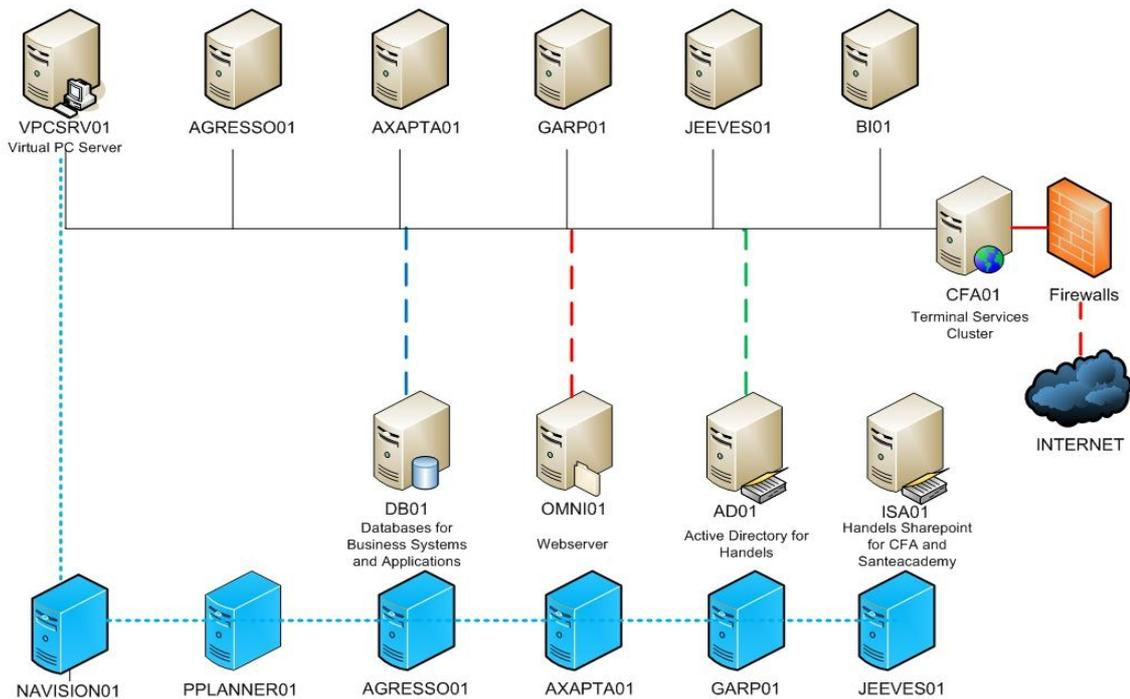 VPCSRV01
Virtual PC Server
AGRESSO01
AXAPTA01
GARP01
JEEVES01
BI01
CFA01
Terminal Services
Cluster
Firewalls
INTERNET
DB01
Databases for
Business Systems
and Applications
OMNI01
Webserver
AD01
Active Directory for
Handels
ISA01
Handels Sharepoint
for CFA and
Santeacademy
NAVISION01
PPLANNER01
AGRESSO01
AXAPTA01
GARP01
JEEVES01